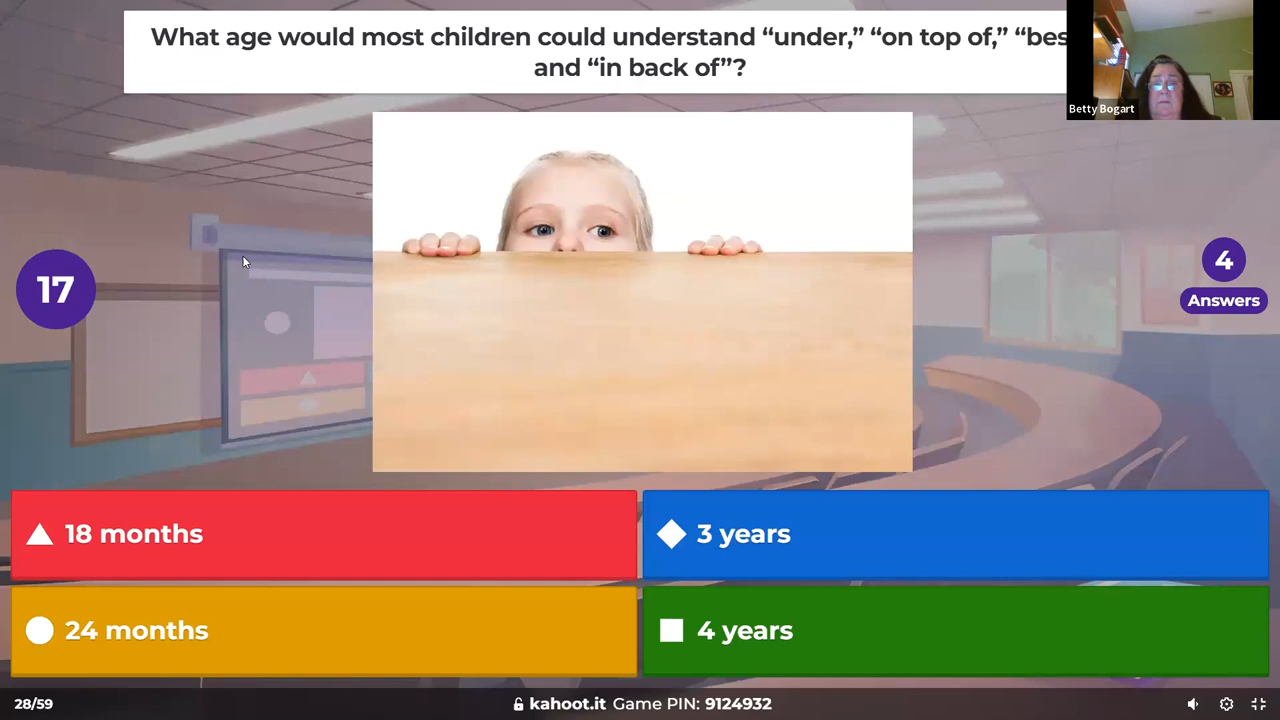 What age would most children could understand “under,” “on top of,” “bes
and “in back of”?
Betty Bogart
17
4
Answers
18 months
3 years
24 months
4 years
28/59
kahoot.it Game PIN: 9124932